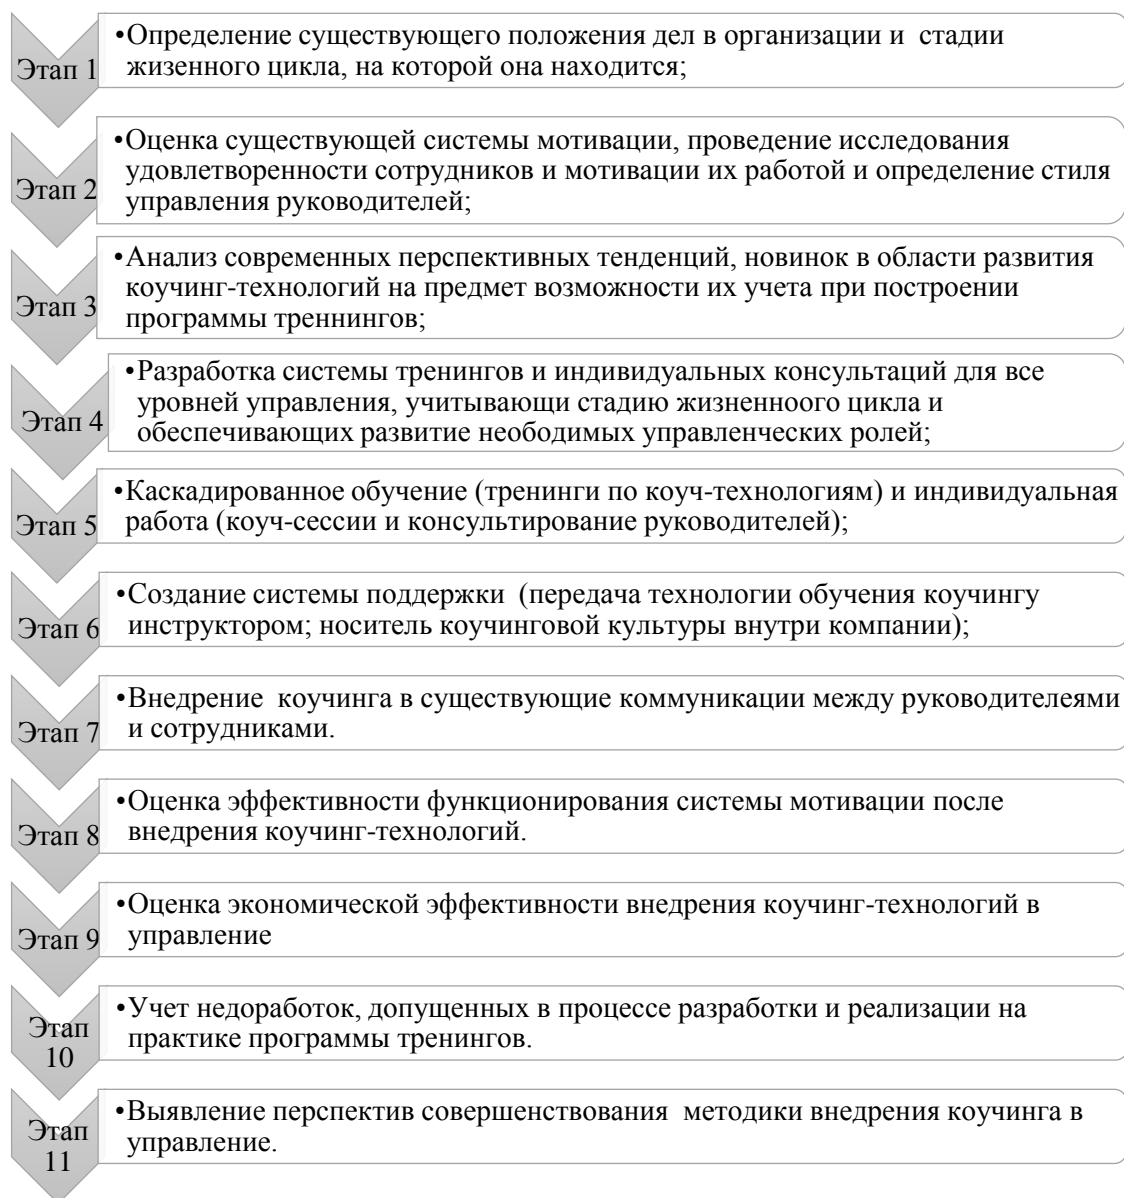 Этап 1
•Определение существующего положения дел в организации и  стадии
жизенного цикла, на которой она находится;
Этап 2
•Оценка существующей системы мотивации, проведение исследования
удовлетворенности сотрудников и мотивации их работой и определение стиля
управления руководителей;
Этап 3
•Анализ современных перспективных тенденций, новинок в области развития
коучинг-технологий на предмет возможности их учета при построении
программы треннингов;
Этап 4
•Разработка системы тренингов и индивидуальных консультаций для все
уровней управления, учитывающи стадию жизненноого цикла и
обеспечивающих развитие неободимых управленческих ролей;
Этап 5
•Каскадированное обучение (тренинги по коуч-технологиям) и индивидуальная
работа (коуч-сессии и консультирование руководителей);
Этап 6
•Создание системы поддержки  (передача технологии обучения коучингу
инструктором; носитель коучинговой культуры внутри компании);
Этап 7
•Внедрение  коучинга в существующие коммуникации между руководителеями
и сотрудниками.
Этап 8
•Оценка эффективности функционирования системы мотивации после
внедрения коучинг-технологий.
Этап 9
•Оценка экономической эффективности внедрения коучинг-технологий в
управление
Этап
10
•Учет недоработок, допущенных в процессе разработки и реализации на
практике программы тренингов.
Этап
11
•Выявление перспектив совершенствования  методики внедрения коучинга в
управление.